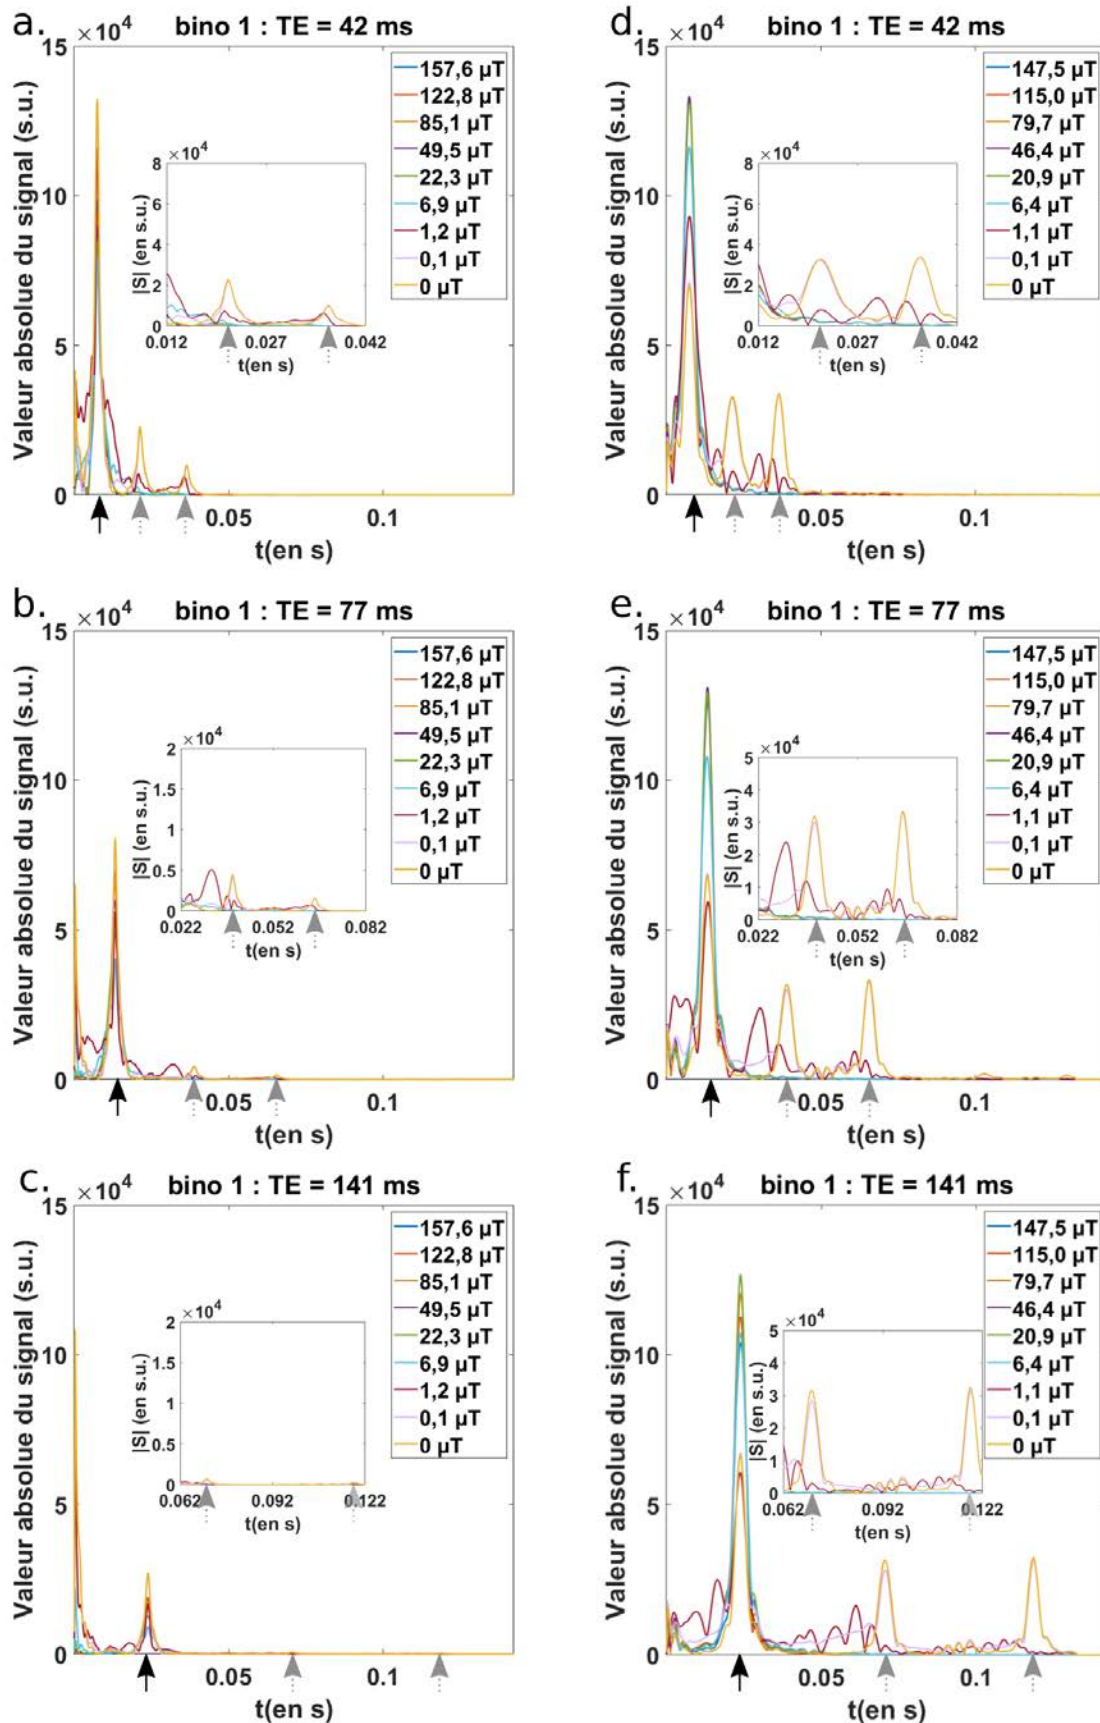 a.
bino 1 : TE = 42 ms
×10⁴
Valeur absolue du signal (s.u.)
15
10
5
0
0.05
0.1
t(en s)
157,6 µT
122,8 µT
85,1 µT
49,5 µT
22,3 µT
6,9 µT
1,2 µT
0,1 µT
0 µT
×10⁴
|S| (en s.u.)
8
6
4
2
0
0.012
0.027
0.042
t(en s)
d.
bino 1 : TE = 42 ms
×10⁴
Valeur absolue du signal (s.u.)
15
10
5
0
0.05
0.1
t(en s)
147,5 µT
115,0 µT
79,7 µT
46,4 µT
20,9 µT
6,4 µT
1,1 µT
0,1 µT
0 µT
×10⁴
|S| (en s.u.)
8
6
4
2
0
0.012
0.027
0.042
t(en s)
b.
bino 1 : TE = 77 ms
×10⁴
Valeur absolue du signal (s.u.)
15
10
5
0
0.05
0.1
t(en s)
157,6 µT
122,8 µT
85,1 µT
49,5 µT
22,3 µT
6,9 µT
1,2 µT
0,1 µT
0 µT
×10⁴
|S| (en s.u.)
2
1.5
1
0.5
0
0.022
0.052
0.082
t(en s)
e.
bino 1 : TE = 77 ms
×10⁴
Valeur absolue du signal (s.u.)
15
10
5
0
0.05
0.1
t(en s)
147,5 µT
115,0 µT
79,7 µT
46,4 µT
20,9 µT
6,4 µT
1,1 µT
0,1 µT
0 µT
×10⁴
|S| (en s.u.)
5
4
3
2
1
0
0.022
0.052
0.082
t(en s)
c.
bino 1 : TE = 141 ms
×10⁴
Valeur absolue du signal (s.u.)
15
10
5
0
0.05
0.1
t(en s)
157,6 µT
122,8 µT
85,1 µT
49,5 µT
22,3 µT
6,9 µT
1,2 µT
0,1 µT
0 µT
×10⁴
|S| (en s.u.)
2
1.5
1
0.5
0
0.062
0.092
0.122
t(en s)
f.
bino 1 : TE = 141 ms
×10⁴
Valeur absolue du signal (s.u.)
15
10
5
0
0.05
0.1
t(en s)
147,5 µT
115,0 µT
79,7 µT
46,4 µT
20,9 µT
6,4 µT
1,1 µT
0,1 µT
0 µT
×10⁴
|S| (en s.u.)
5
4
3
2
1
0
0.062
0.092
0.122
t(en s)